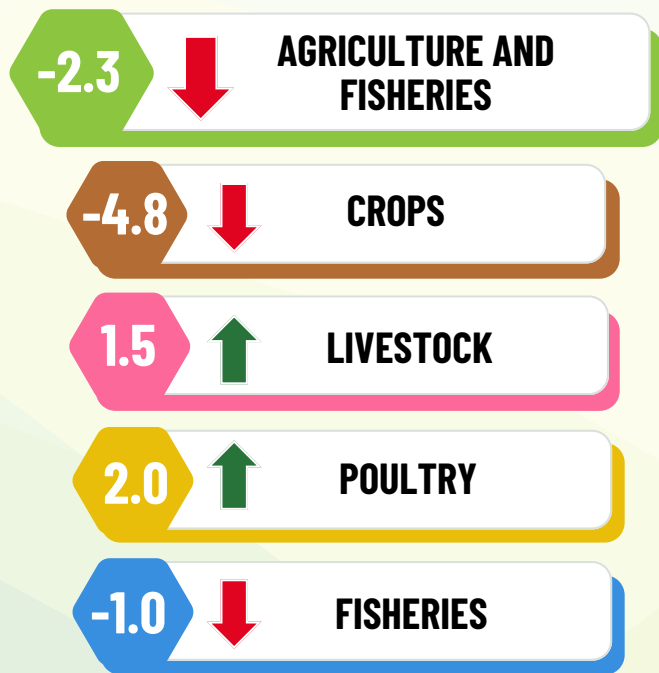 -2.3
AGRICULTURE AND
FISHERIES
-4.8
CROPS
1.5
LIVESTOCK
2.0
POULTRY
-1.0
FISHERIES